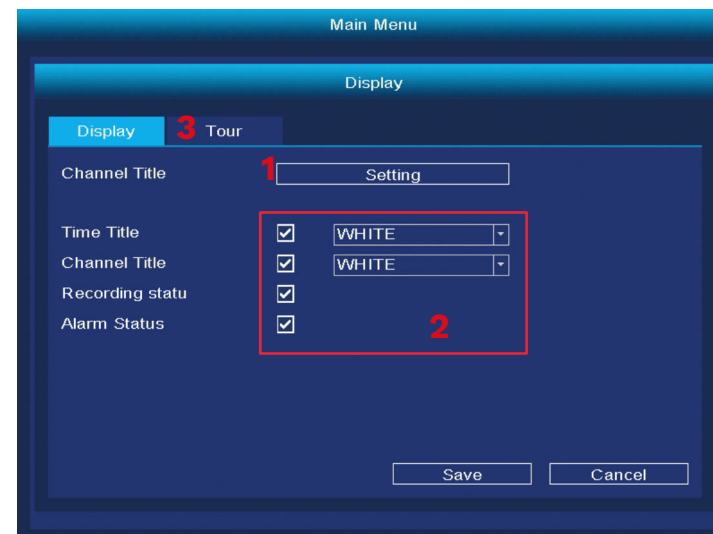 Main Menu
Display
Display 3 Tour
Channel Title 1 Setting
Time Title WHITE
Channel Title WHITE
Recording statu
Alarm Status 2
Save Cancel